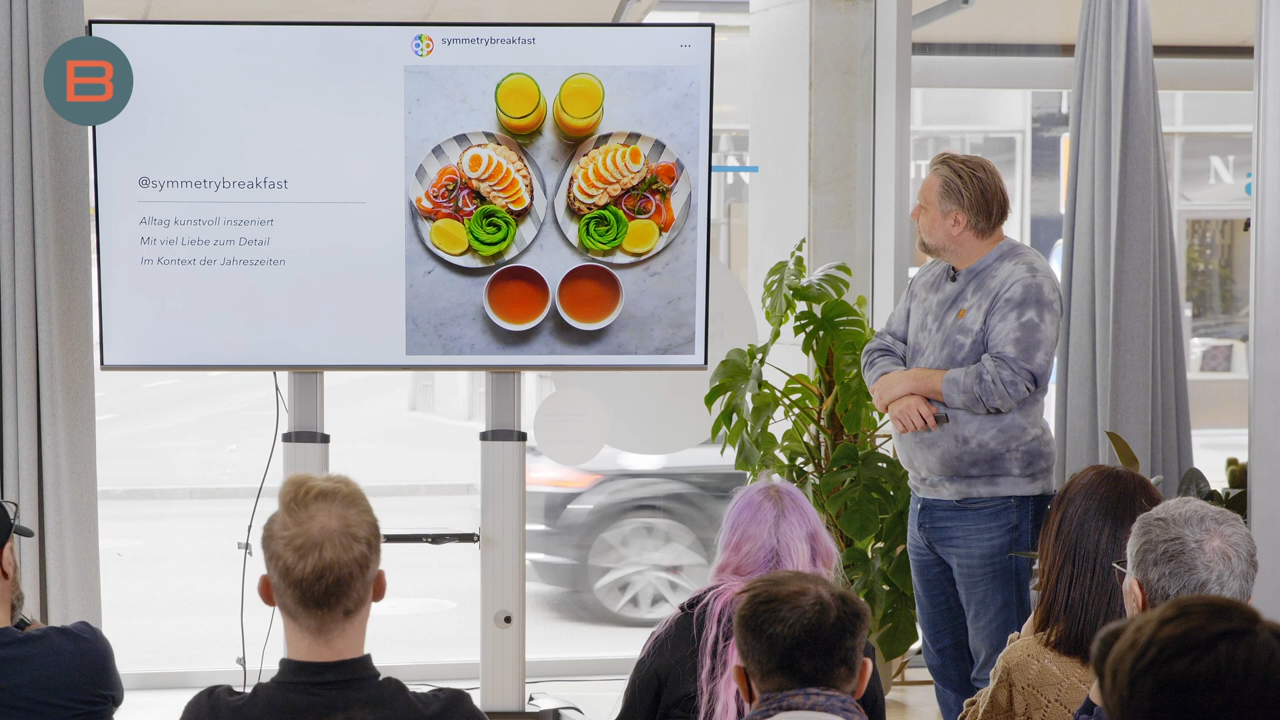 B
symmetrybreakfast
@symmetrybreakfast
Alltag kunstvoll inszeniert
Mit viel Liebe zum Detail
Im Kontext der Jahreszeiten
N
N